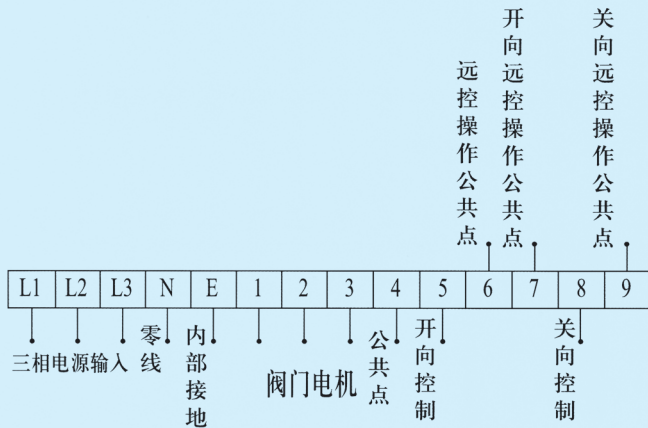 远控操作公共点
开向远控操作公共点
关向远控操作公共点
L1 L2 L3 N E 1 2 3 4 5 6 7 8 9
三相电源输入
零线
内部接地
阀门电机
公共点
开向控制
关向控制